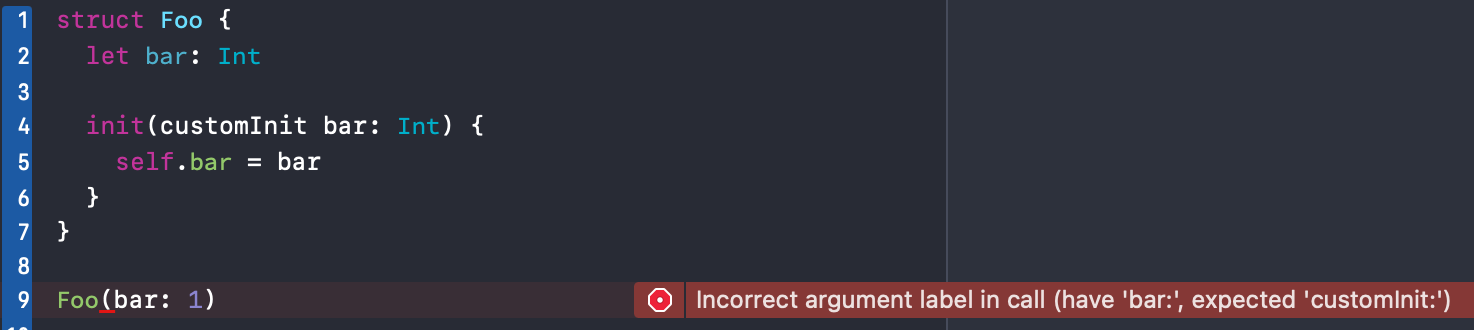 1 struct Foo {
2 let bar: Int
3
4 init(customInit bar: Int) {
5 self.bar = bar
6 }
7 }
8
9 Foo(bar: 1) Incorrect argument label in call (have 'bar:', expected 'customInit:')